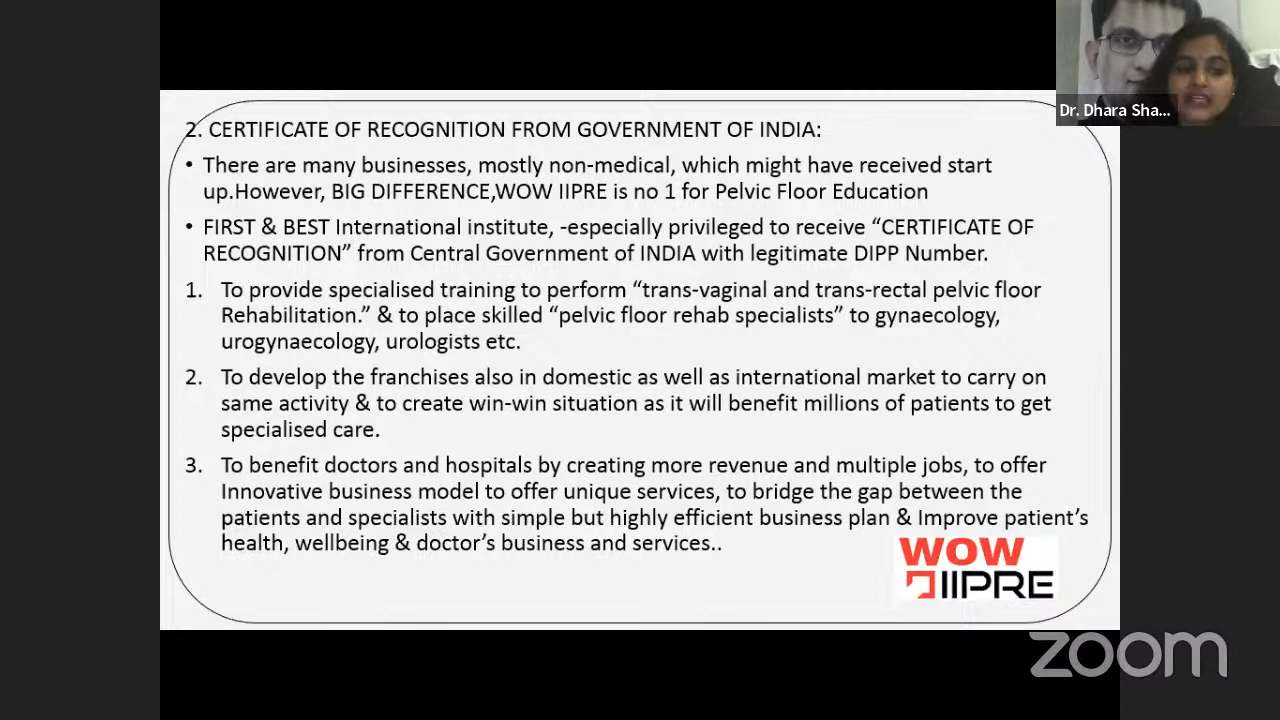 Dr. Dhara Sha...
2. CERTIFICATE OF RECOGNITION FROM GOVERNMENT OF INDIA:
• There are many businesses, mostly non-medical, which might have received start
up.However, BIG DIFFERENCE,WOW IIPRE is no 1 for Pelvic Floor Education
• FIRST & BEST International institute, -especially privileged to receive “CERTIFICATE OF
RECOGNITION” from Central Government of INDIA with legitimate DIPP Number.
1. To provide specialised training to perform “trans-vaginal and trans-rectal pelvic floor
Rehabilitation.” & to place skilled “pelvic floor rehab specialists” to gynaecology,
urogynaecology, urologists etc.
2. To develop the franchises also in domestic as well as international market to carry on
same activity & to create win-win situation as it will benefit millions of patients to get
specialised care.
3. To benefit doctors and hospitals by creating more revenue and multiple jobs, to offer
Innovative business model to offer unique services, to bridge the gap between the
patients and specialists with simple but highly efficient business plan & Improve patient’s
health, wellbeing & doctor’s business and services..
WOW
IIPRE
zoom